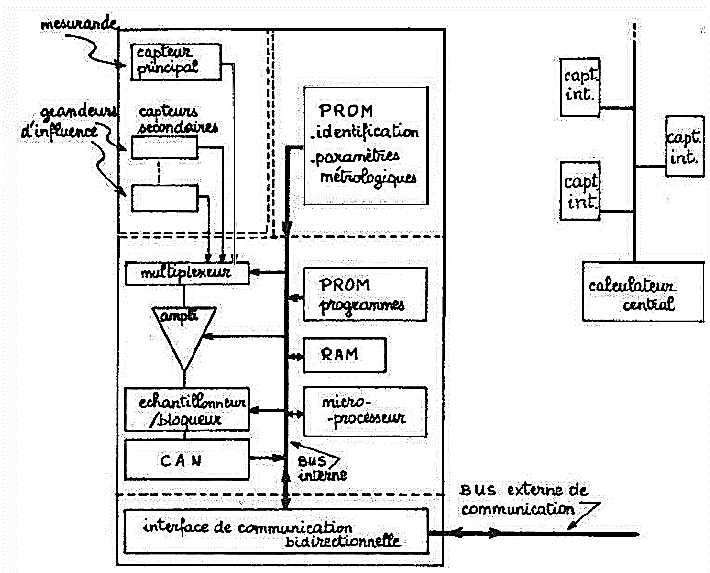 mesurande
capteur
principal
grandeurs
d'influence
capteurs
secondaires
PROM
.identification
.paramètres
métrologiques
multiplexeur
ampli
echantillonneur
/bloqueur
CAN
PROM
programmes
RAM
micro-
-processeur
BUS
interne
interface de communication
bidirectionnelle
BUS externe de
communication
capt.
int.
capt.
int.
capt.
int.
calculateur
central